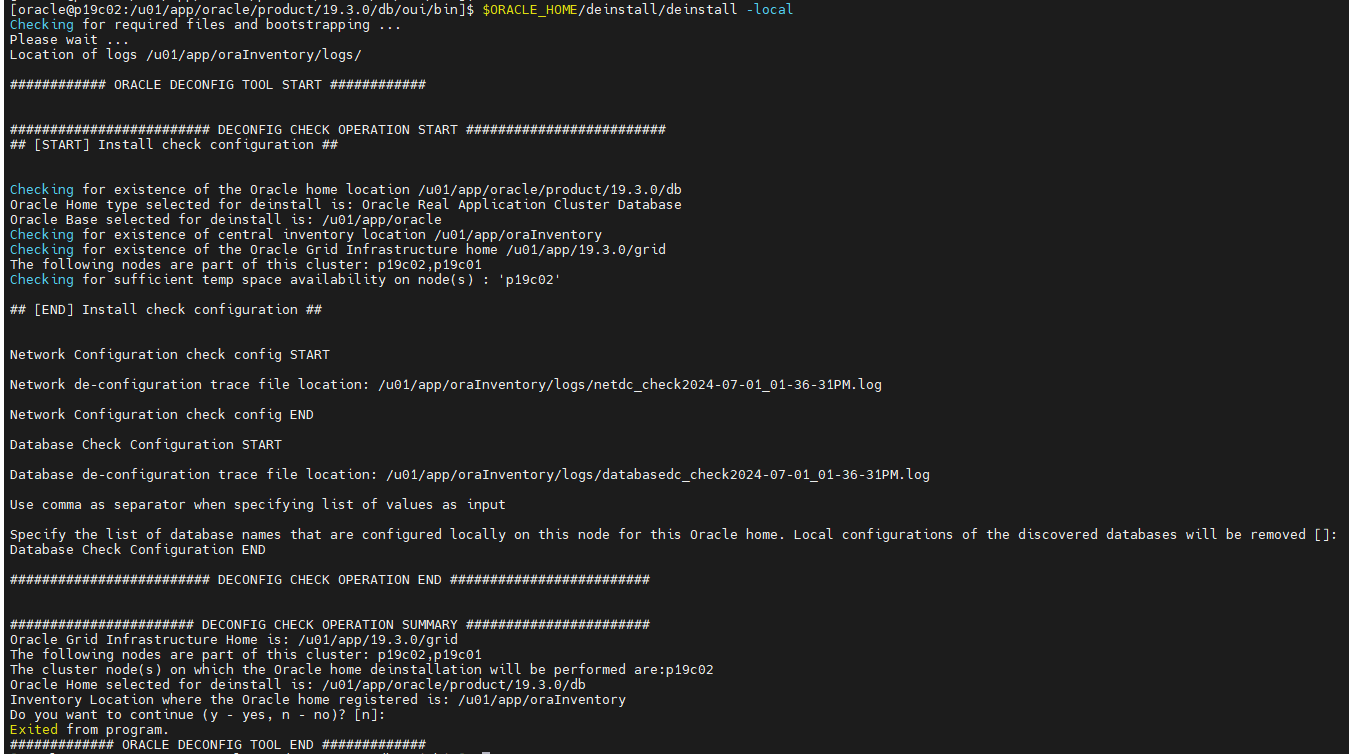 [oracle@p19c02:/u01/app/oracle/product/19.3.0/db/oui/bin]$ $ORACLE_HOME/deinstall/deinstall -local
Checking for required files and bootstrapping ...
Please wait ...
Location of logs /u01/app/oraInventory/logs/
############ ORACLE DECONFIG TOOL START ############
######################### DECONFIG CHECK OPERATION START #########################
## [START] Install check configuration ##
Checking for existence of the Oracle home location /u01/app/oracle/product/19.3.0/db
Oracle Home type selected for deinstall is: Oracle Real Application Cluster Database
Oracle Base selected for deinstall is: /u01/app/oracle
Checking for existence of central inventory location /u01/app/oraInventory
Checking for existence of the Oracle Grid Infrastructure home /u01/app/19.3.0/grid
The following nodes are part of this cluster: p19c02,p19c01
Checking for sufficient temp space availability on node(s) : 'p19c02'
## [END] Install check configuration ##
Network Configuration check config START
Network de-configuration trace file location: /u01/app/oraInventory/logs/netdc_check2024-07-01_01-36-31PM.log
Network Configuration check config END
Database Check Configuration START
Database de-configuration trace file location: /u01/app/oraInventory/logs/databasedc_check2024-07-01_01-36-31PM.log
Use comma as separator when specifying list of values as input
Specify the list of database names that are configured locally on this node for this Oracle home. Local configurations of the discovered databases will be removed []:
Database Check Configuration END
######################### DECONFIG CHECK OPERATION END #########################
####################### DECONFIG CHECK OPERATION SUMMARY #######################
Oracle Grid Infrastructure Home is: /u01/app/19.3.0/grid
The following nodes are part of this cluster: p19c02,p19c01
The cluster node(s) on which the Oracle home deinstallation will be performed are:p19c02
Oracle Home selected for deinstall is: /u01/app/oracle/product/19.3.0/db
Inventory Location where the Oracle home registered is: /u01/app/oraInventory
Do you want to continue (y - yes, n - no)? [n]:
Exited from program.
############# ORACLE DECONFIG TOOL END #############